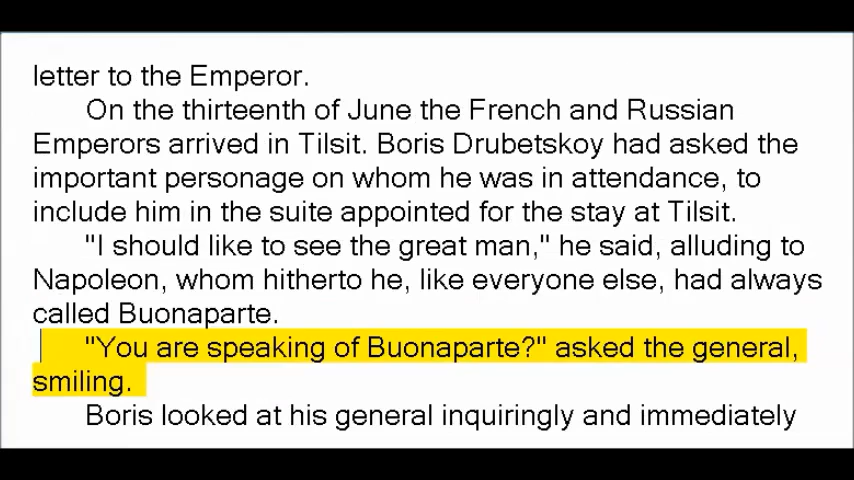 letter to the Emperor.
On the thirteenth of June the French and Russian
Emperors arrived in Tilsit. Boris Drubetskoy had asked the
important personage on whom he was in attendance, to
include him in the suite appointed for the stay at Tilsit.
"I should like to see the great man," he said, alluding to
Napoleon, whom hitherto he, like everyone else, had always
called Buonaparte.
"You are speaking of Buonaparte?" asked the general,
smiling.
Boris looked at his general inquiringly and immediately